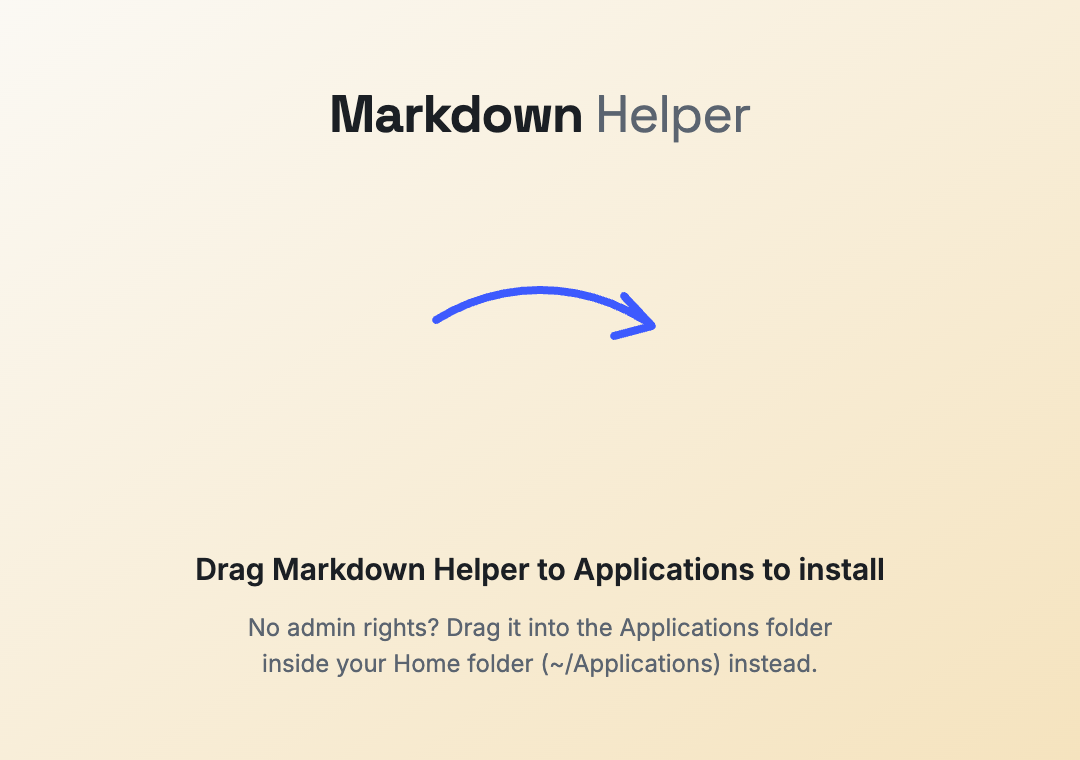 Markdown Helper
Drag Markdown Helper to Applications to install
No admin rights? Drag it into the Applications folder
inside your Home folder (~/Applications) instead.